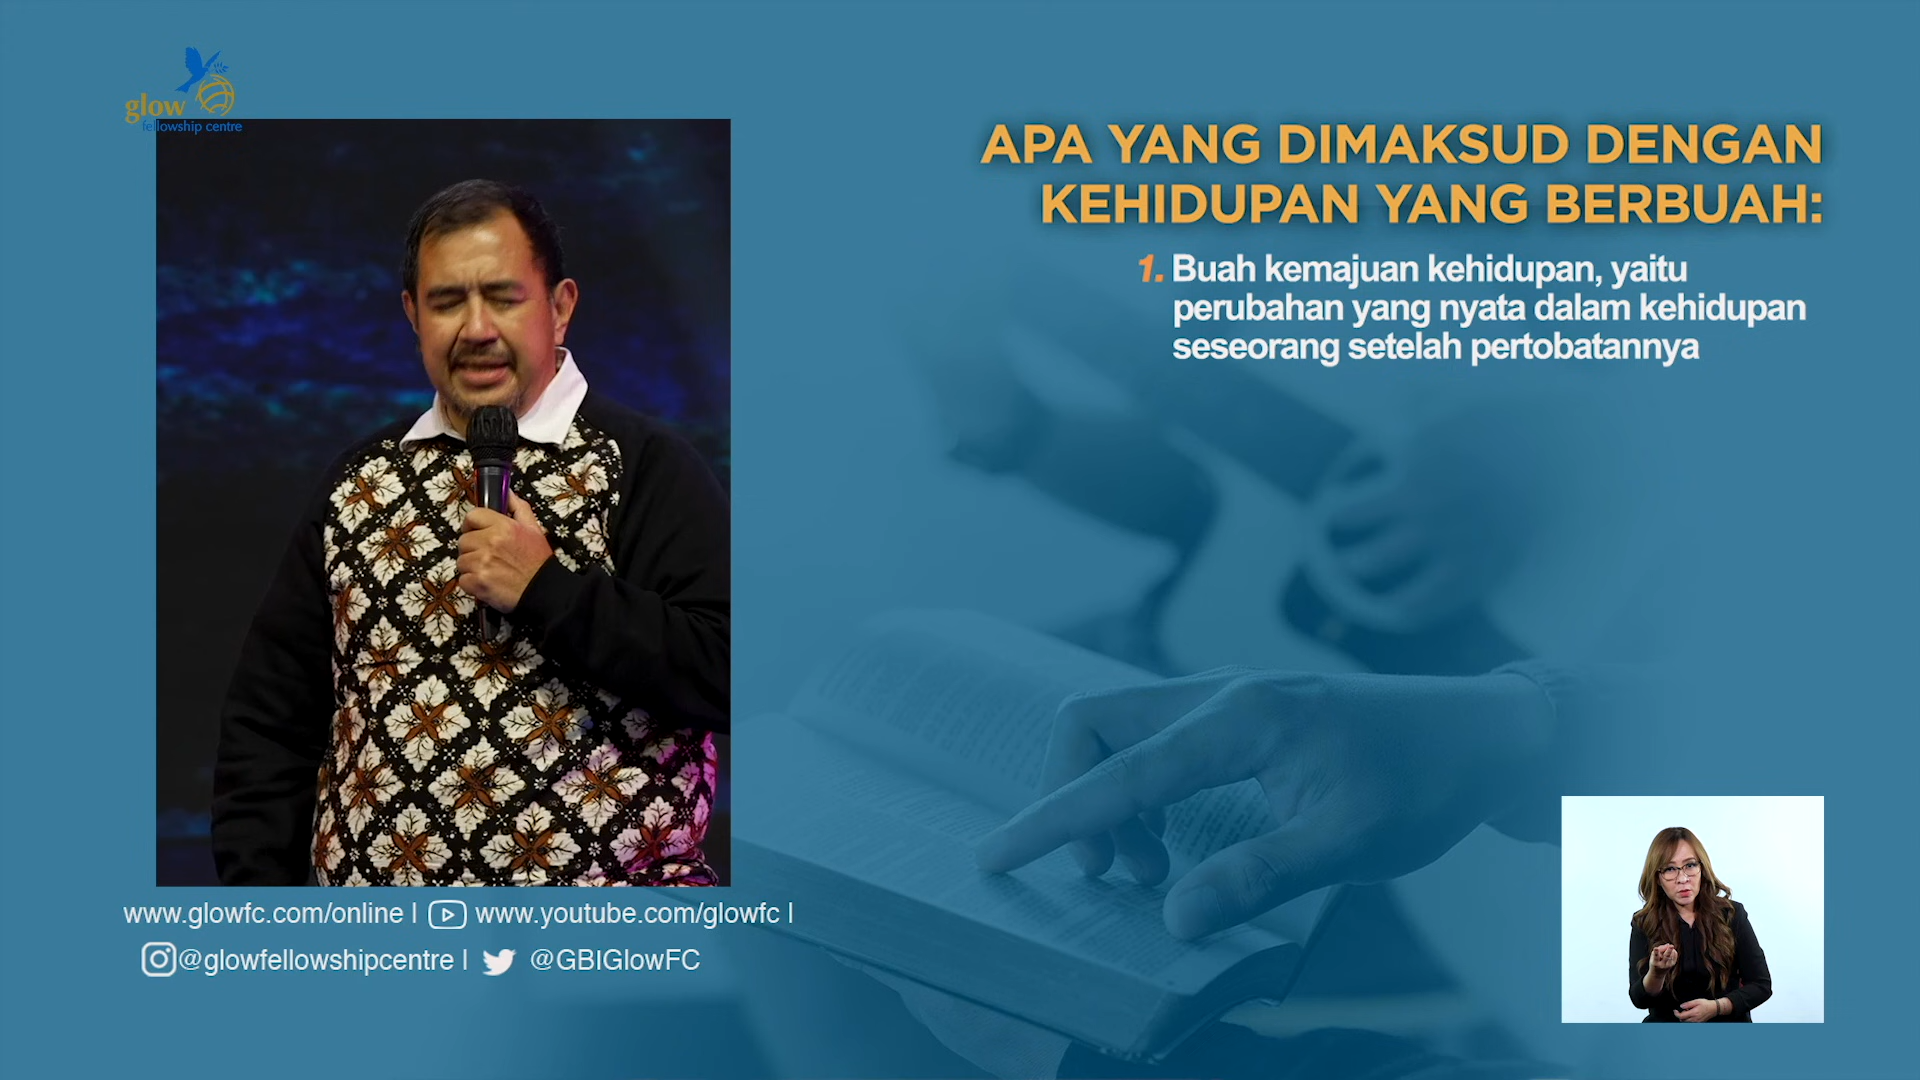 glow
fellowship centre
APA YANG DIMAKSUD DENGAN
KEHIDUPAN YANG BERBUAH:
1. Buah kemajuan kehidupan, yaitu
perubahan yang nyata dalam kehidupan
seseorang setelah pertobatannya
www.glowfc.com/online | www.youtube.com/glowfc |
@glowfellowshipcentre | @GBIGlowFC